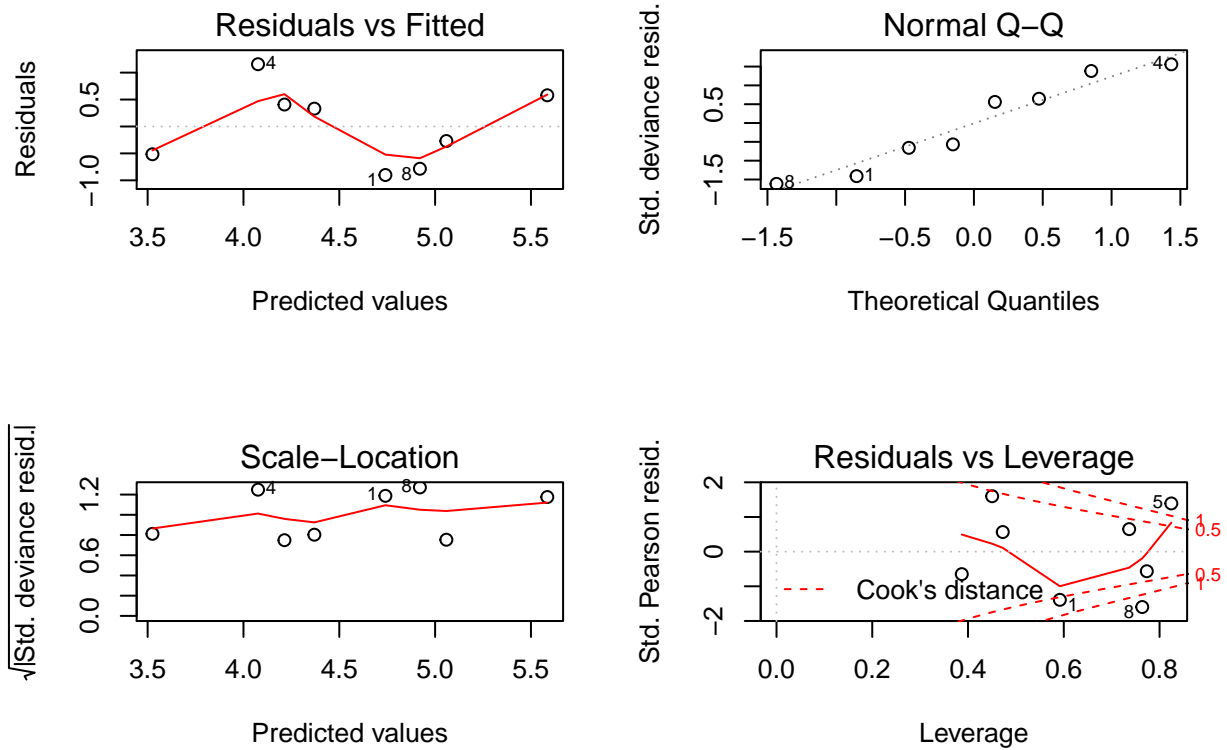 Residuals vs Fitted
Residuals
−1.0 0.5
4
1
8
3.5 4.0 4.5 5.0 5.5
Predicted values
Normal Q−Q
Std. deviance resid.
−1.5 0.5
4
8
1
−1.5 −0.5 0.0 0.5 1.0 1.5
Theoretical Quantiles
Scale−Location
√|Std. deviance resid.|
0.0 0.6 1.2
4
1
8
3.5 4.0 4.5 5.0 5.5
Predicted values
Residuals vs Leverage
Std. Pearson resid.
−2 0 2
5
1
0.5
0.5
1
Cook's distance
1
8
0.0 0.2 0.4 0.6 0.8
Leverage